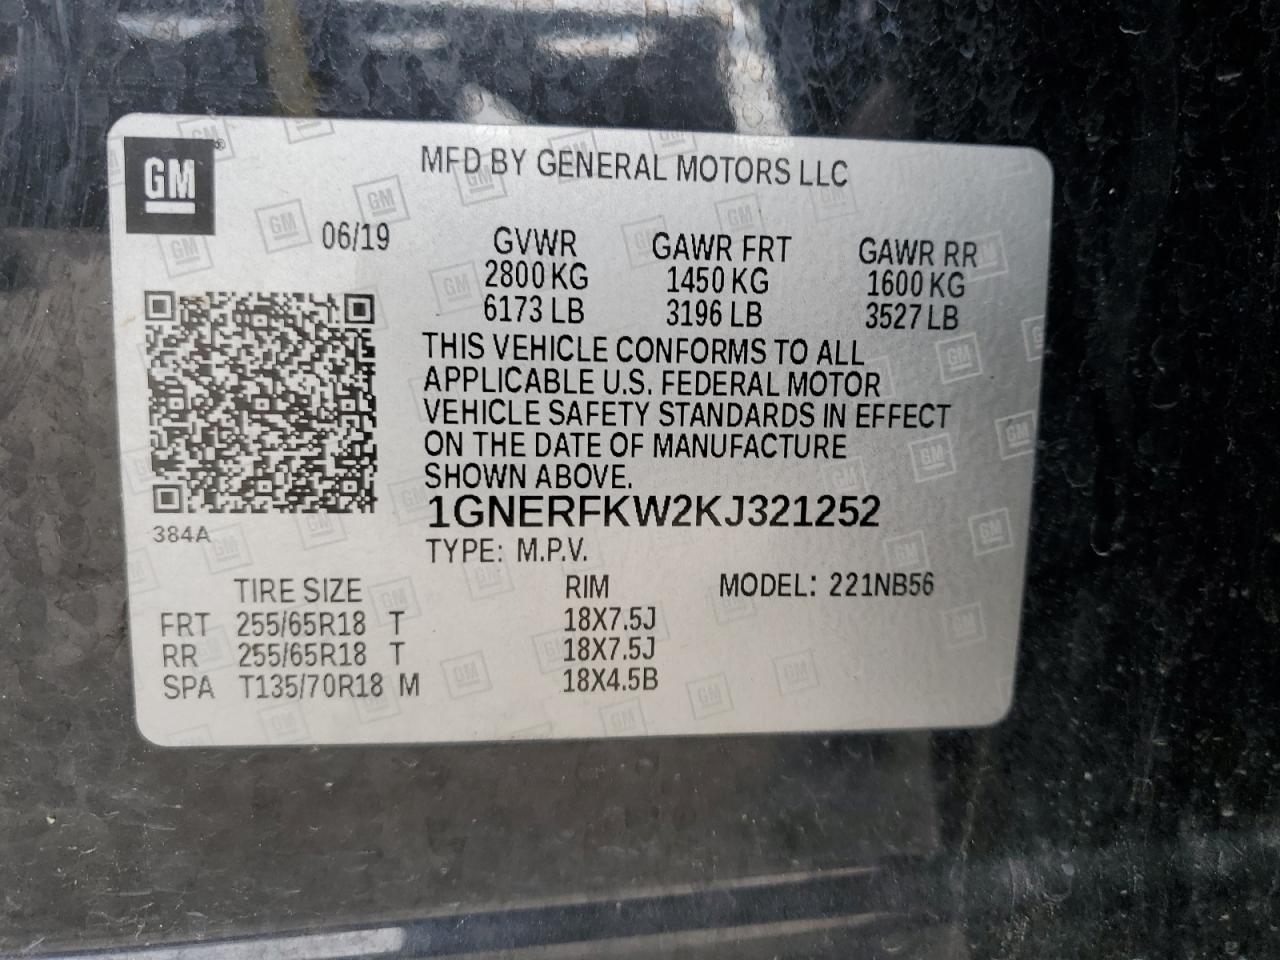 GM
MFD BY GENERAL MOTORS LLC
06/19
GVWR GAWR FRT GAWR RR
2800 KG 1450 KG 1600 KG
6173 LB 3196 LB 3527 LB
THIS VEHICLE CONFORMS TO ALL
APPLICABLE U.S. FEDERAL MOTOR
VEHICLE SAFETY STANDARDS IN EFFECT
ON THE DATE OF MANUFACTURE
SHOWN ABOVE.
1GNERFKW2KJ321252
384A
TYPE: M.P.V.
TIRE SIZE RIM MODEL: 221NB56
FRT 255/65R18 T 18X7.5J
RR 255/65R18 T 18X7.5J
SPA T135/70R18 M 18X4.5B